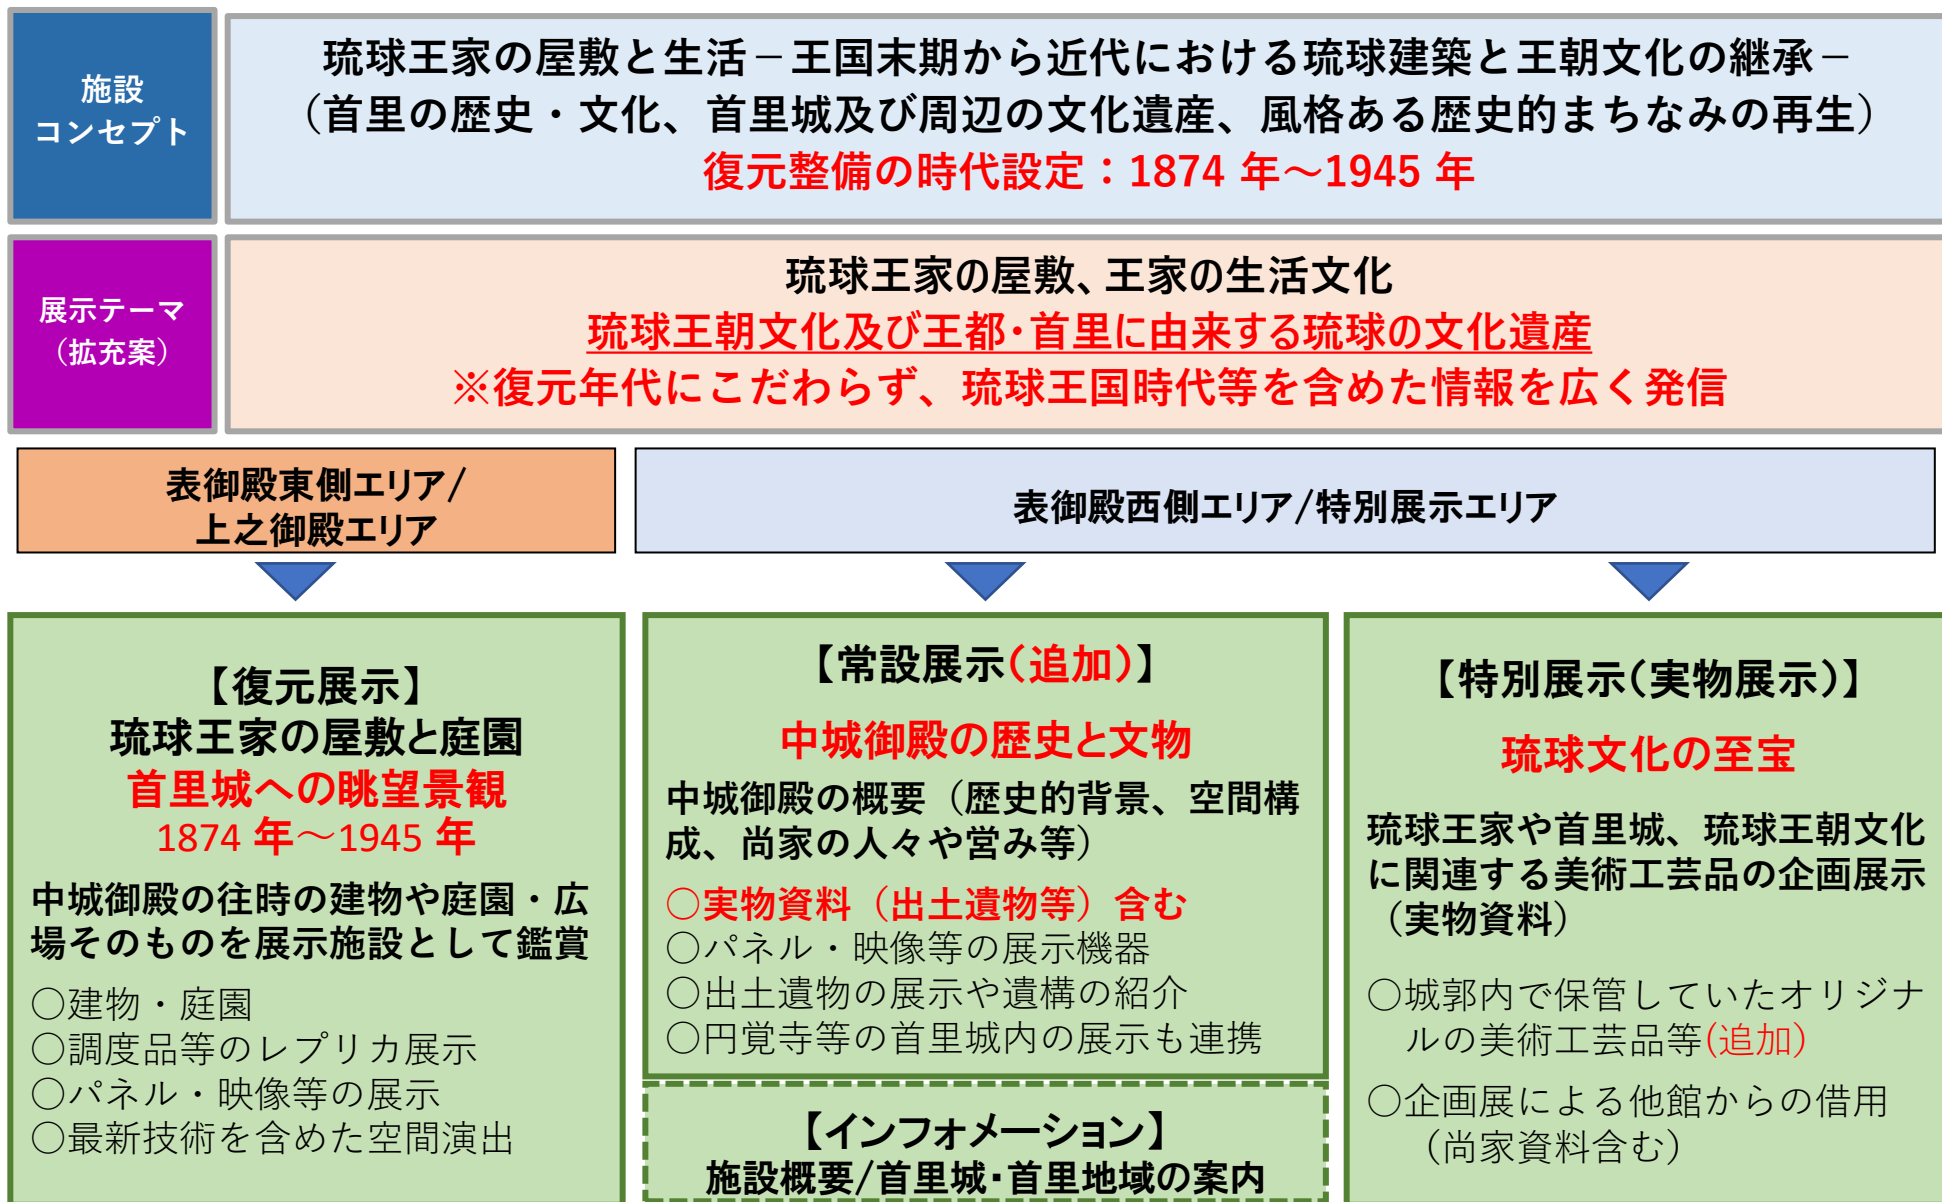 施設
コンセプト
琉球王家の屋敷と生活－王国末期から近代における琉球建築と王朝文化の継承－
（首里の歴史・文化、首里城及び周辺の文化遺産、風格ある歴史的まちなみの再生）
復元整備の時代設定：1874 年～1945 年
展示テーマ
（拡充案）
琉球王家の屋敷、王家の生活文化
琉球王朝文化及び王都・首里に由来する琉球の文化遺産
※復元年代にこだわらず、琉球王国時代等を含めた情報を広く発信
表御殿東側エリア/
上之御殿エリア
表御殿西側エリア/特別展示エリア
【復元展示】
琉球王家の屋敷と庭園
首里城への眺望景観
1874 年～1945 年
中城御殿の往時の建物や庭園・広
場そのものを展示施設として鑑賞
○建物・庭園
○調度品等のレプリカ展示
○パネル・映像等の展示
○最新技術を含めた空間演出
【常設展示(追加)】
中城御殿の歴史と文物
中城御殿の概要（歴史的背景、空間構
成、尚家の人々や営み等）
○実物資料（出土遺物等）含む
○パネル・映像等の展示機器
○出土遺物の展示や遺構の紹介
○円覚寺等の首里城内の展示も連携
【インフォメーション】
施設概要/首里城・首里地域の案内
【特別展示(実物展示)】
琉球文化の至宝
琉球王家や首里城、琉球王朝文化
に関連する美術工芸品の企画展示
（実物資料）
○城郭内で保管していたオリジナ
ルの美術工芸品等(追加)
○企画展による他館からの借用
（尚家資料含む）